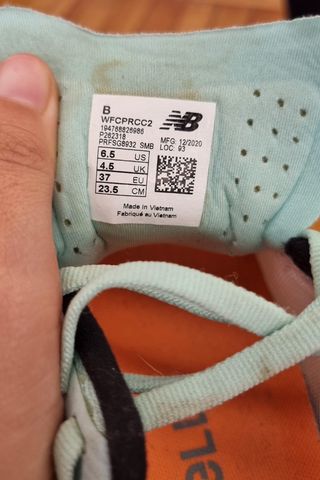 B
WFCPRCC2
194768826986
P262318
PRFSG8932 SMB
MFG: 12/2020
LOC: 93
NB
6.5 US
4.5 UK
37 EU
23.5 CM
Made in Vietnam
Fabriqué au Vietnam